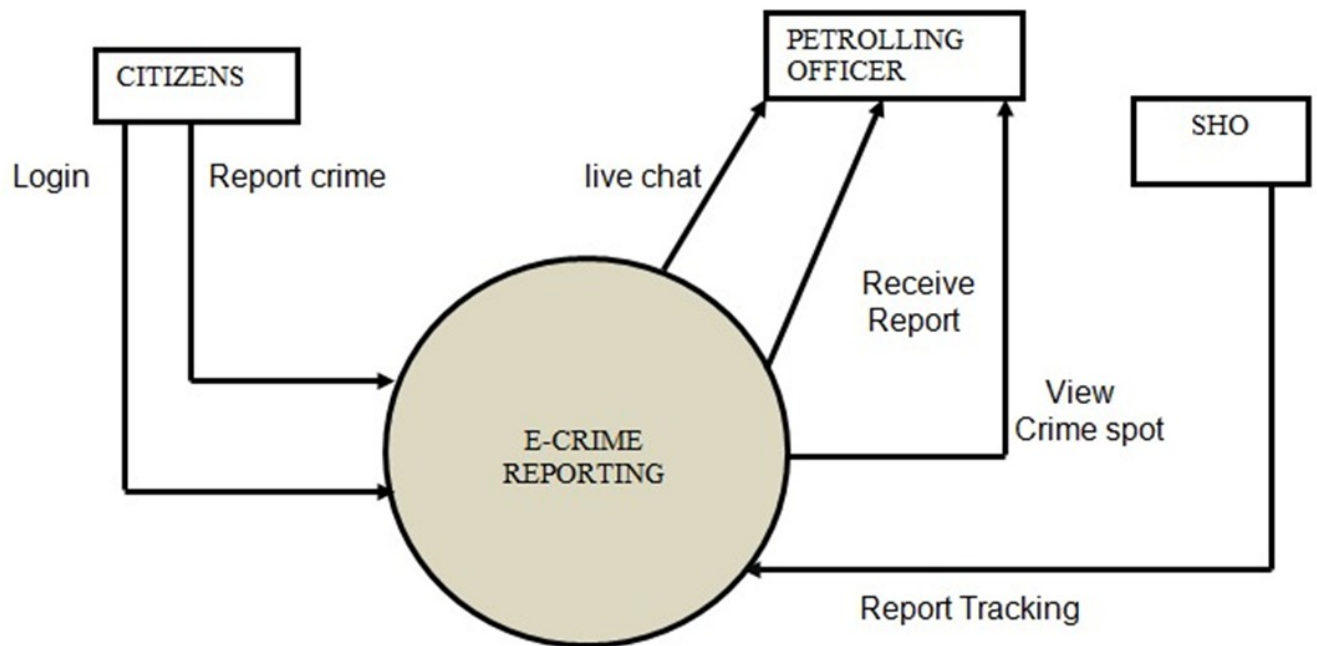 CITIZENS
PETROLLING
OFFICER
SHO
Login
Report crime
live chat
Receive
Report
View
Crime spot
E-CRIME
REPORTING
Report Tracking